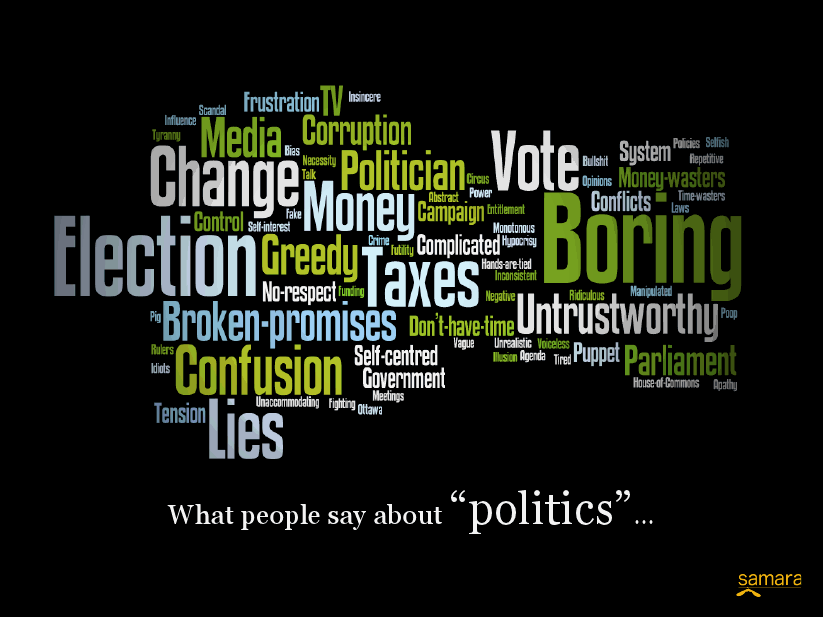 Frustration TV Insincere
Scandal
Influence Media Corruption
Tyranny
Bias Necessity Politician Vote Bullshit System Policies Selfish
Repetitive
Change Talk Circus Opinions Money-wasters
Money Abstract Power Conflicts Time-wasters
Control Fake Campaign Entitlement Laws
Self-interest
Election Greedy Crime Futility Complicated Monotonous Hypocrisy Boring
Taxes Hands-are-tied
Inconsistent
No-respect Funding Negative Ridiculous Manipulated
Pig Broken-promises Don't-have-time Untrustworthy Poop
Rulers Confusion Self-centred Vague Unrealistic Voiceless Puppet Parliament
Illusion Agenda Tired
Idiots Government House-of-Commons Apathy
Meetings
Tension Lies Unaccommodating Fighting Ottawa
What people say about “politics”...
samara